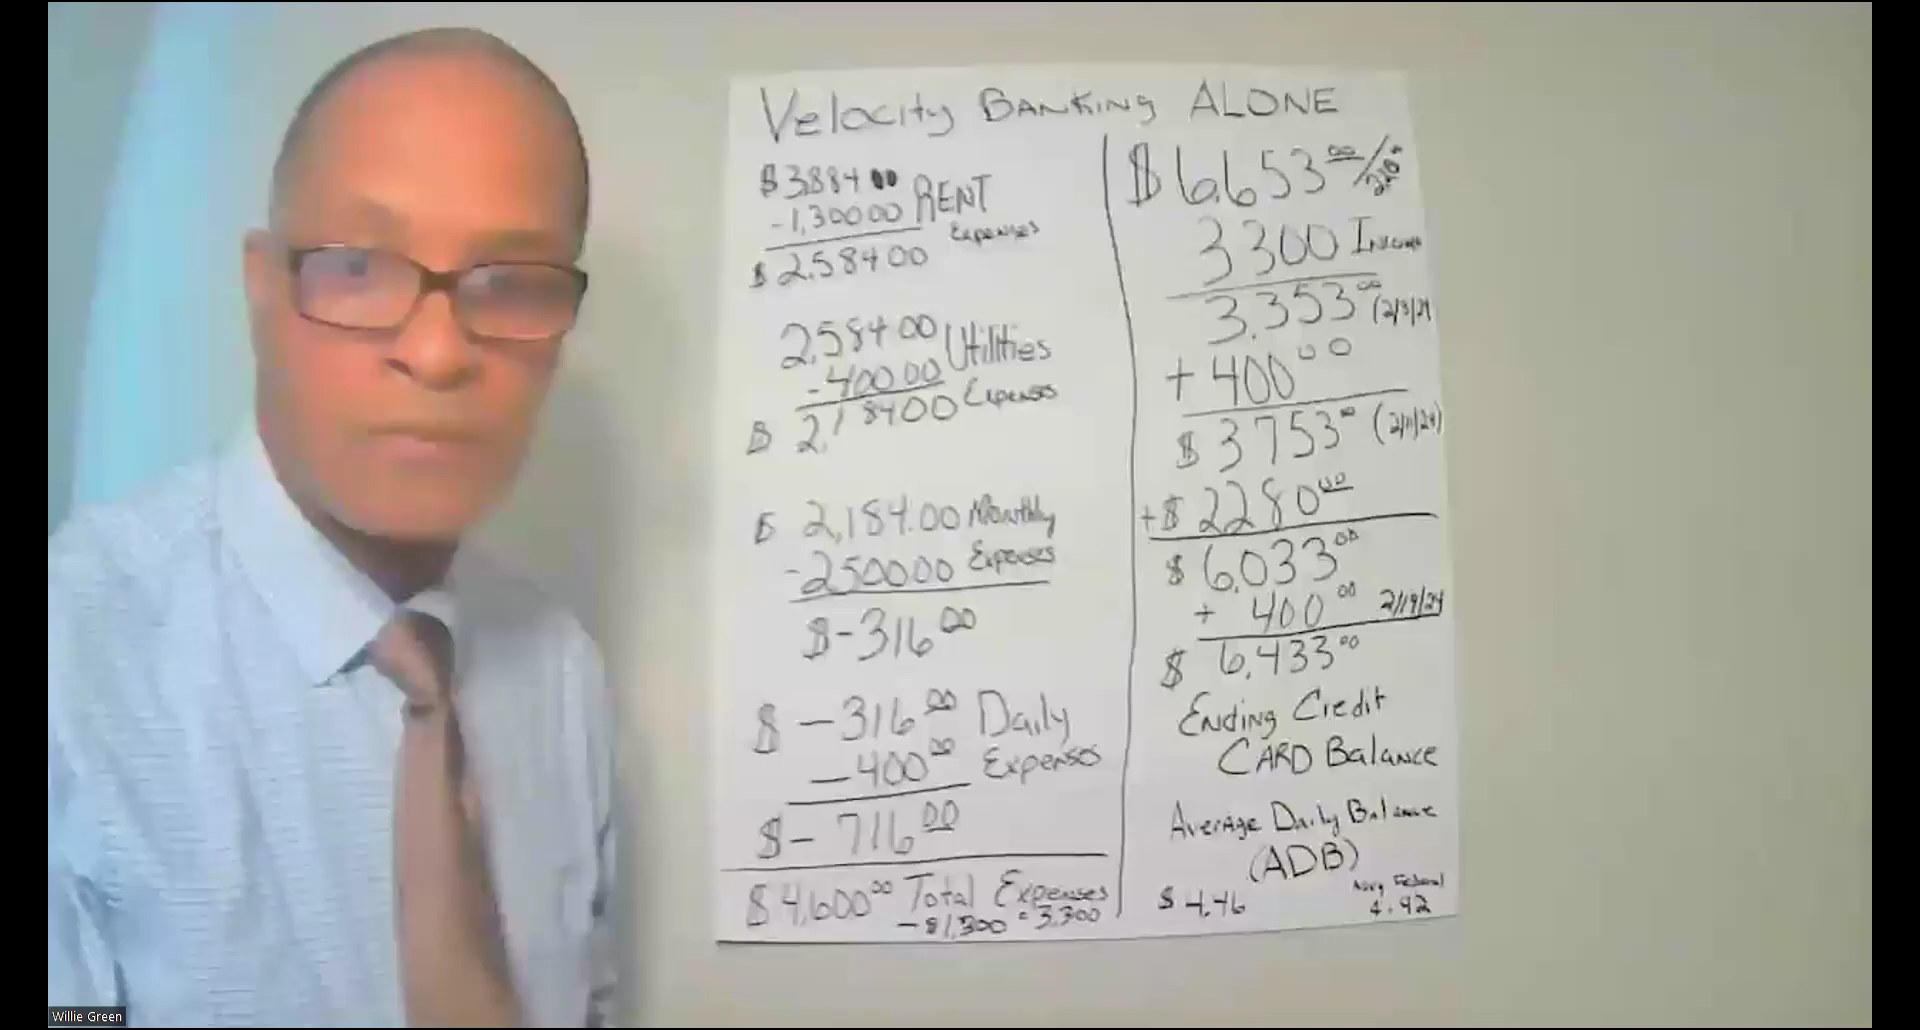 Velocity BANKING ALONE
$3,884 00
-1,300 00 RENT
Expenses
$ 2,584 00
2,584 00 Utilities
-400 00
$ 2,184 00 Expenses
$ 2,184.00 Monthly
-2500 00 Expenses
$-316 00
$ -316 00 Daily
-400 00 Expenses
$- 716 00
$4,600 00 Total Expenses
-$1,300 = 3,300
$6,653 00/
3300 Income
3,353 00 (2/3/24
+ 400 00
$ 3753 00 (2/11/24)
+$ 2280 00
$ 6,033 00
+ 400 00 2/19/24
$ 6,433 00
Ending Credit
CARD Balance
Average Daily Balance
(ADB)
$ 4.46
Navy Federal
4.92
Willie Green